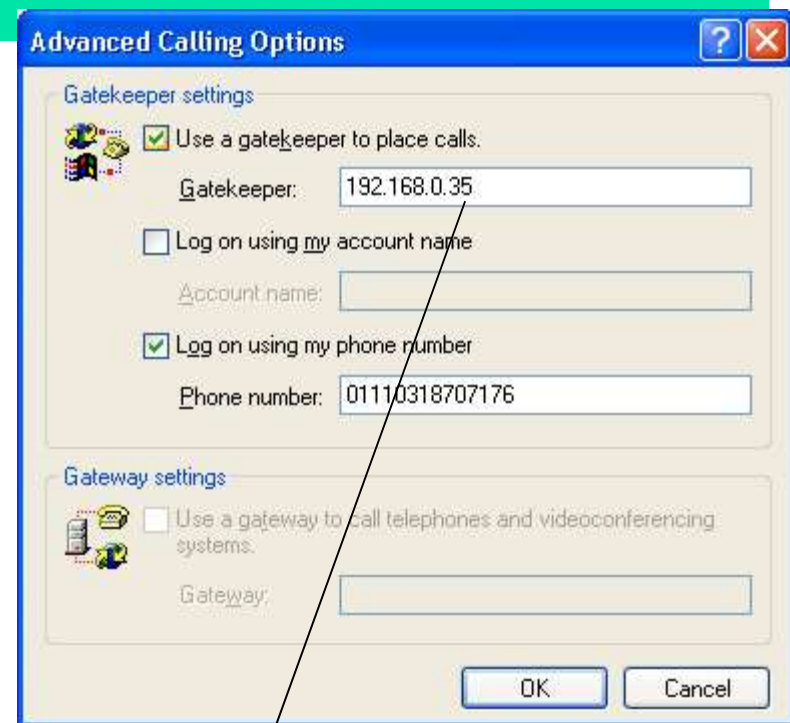 Advanced Calling Options
Gatekeeper settings
Use a gatekeeper to place calls.
Gatekeeper: 192.168.0.35
Log on using my account name
Account name:
Log on using my phone number
Phone number: 01110318707176
Gateway settings
Use a gateway to call telephones and videoconferencing
systems.
Gateway:
OK Cancel